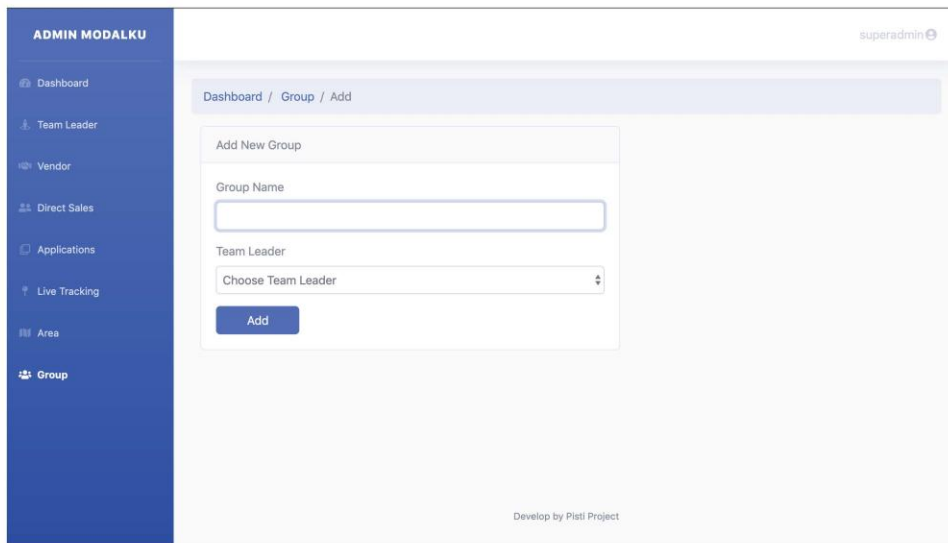 ADMIN MODALKU
superadmin
Dashboard
Team Leader
Vendor
Direct Sales
Applications
Live Tracking
Area
Group
Dashboard / Group / Add
Add New Group
Group Name
Team Leader
Choose Team Leader
Add
Develop by Pisti Project